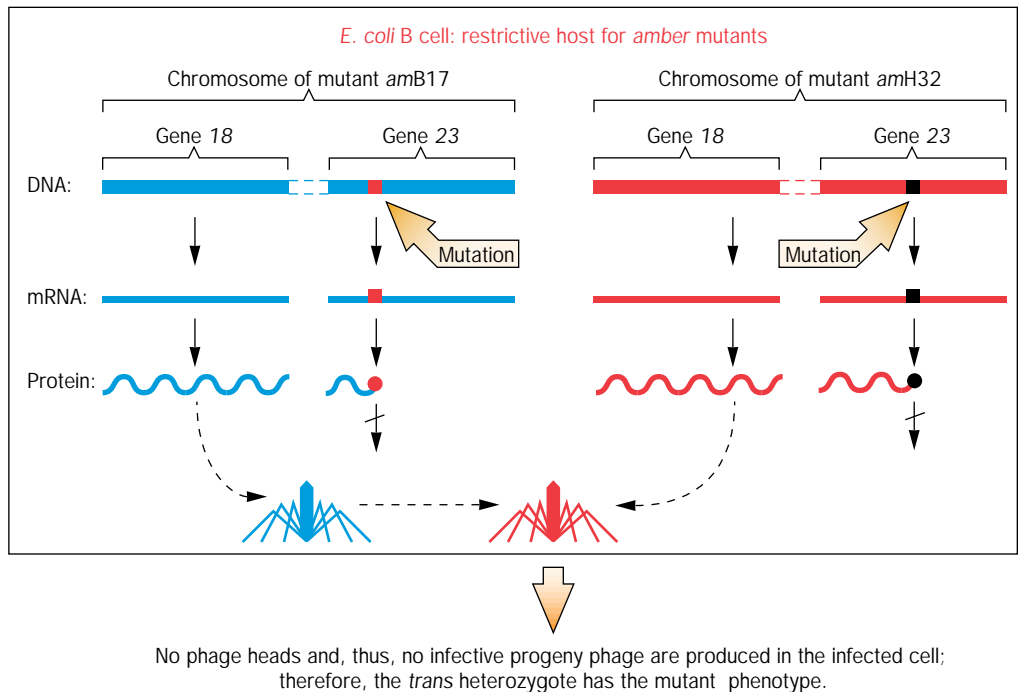 E. coli B cell: restrictive host for amber mutants
Chromosome of mutant amB17
Chromosome of mutant amH32
Gene 18
Gene 23
Gene 18
Gene 23
DNA:
Mutation
Mutation
mRNA:
Protein:
No phage heads and, thus, no infective progeny phage are produced in the infected cell;
therefore, the trans heterozygote has the mutant phenotype.